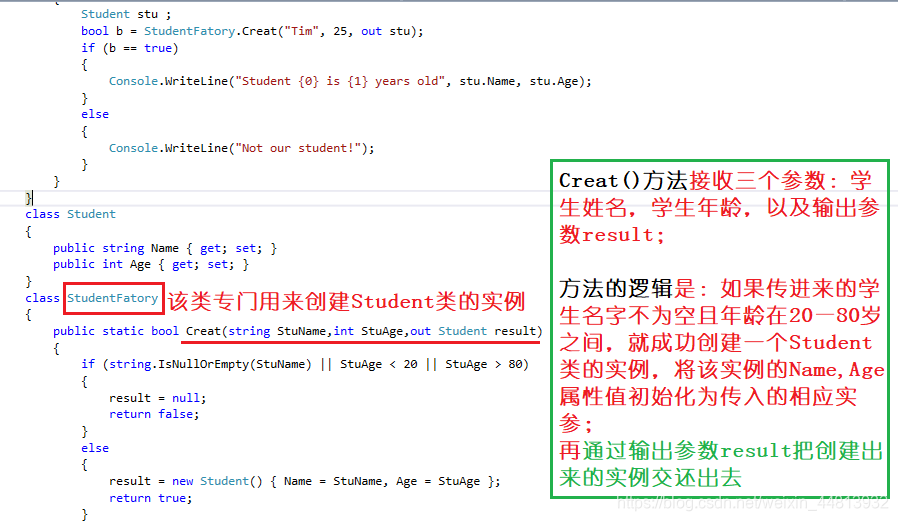 {
Student stu ;
bool b = StudentFatory.Creat("Tim", 25, out stu);
if (b == true)
{
Console.WriteLine("Student {0} is {1} years old", stu.Name, stu.Age);
}
else
{
Console.WriteLine("Not our student!");
}
}
}
class Student
{
public string Name { get; set; }
public int Age { get; set; }
}
class StudentFatory 该类专门用来创建Student类的实例
{
public static bool Creat(string StuName,int StuAge,out Student result)
{
if (string.IsNullOrEmpty(StuName) || StuAge < 20 || StuAge > 80)
{
result = null;
return false;
}
else
{
result = new Student() { Name = StuName, Age = StuAge };
return true;
}
Creat()方法接收三个参数: 学
生姓名, 学生年龄, 以及输出参
数result;
方法的逻辑是: 如果传进来的学
生名字不为空且年龄在20—80岁
之间, 就成功创建一个Student
类的实例, 将该实例的Name,Age
属性值初始化为传入的相应实
参;
再通过输出参数result把创建出
来的实例交还出去
https://blog.csdn.net/weixin_44813932